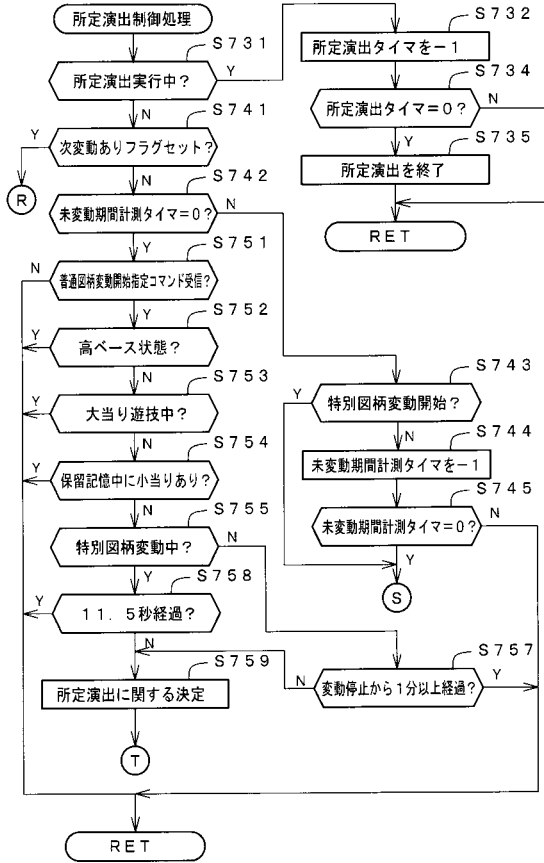 所定演出制御処理
S731
所定演出実行中？
Y
N
S732
所定演出タイマを－1
S734
所定演出タイマ＝0？
N
Y
S735
所定演出を終了
RET
S741
次変動ありフラグセット？
Y
R
N
S742
未変動期間計測タイマ＝0？
N
Y
S751
普通図柄変動開始指定コマンド受信？
N
Y
S752
高ベース状態？
Y
N
S753
大当り遊技中？
Y
N
S754
保留記憶中に小当りあり？
Y
N
S755
特別図柄変動中？
N
Y
S758
11．5秒経過？
Y
N
S759
所定演出に関する決定
T
S743
特別図柄変動開始？
Y
N
S744
未変動期間計測タイマを－1
S745
未変動期間計測タイマ＝0？
N
Y
S
S757
変動停止から1分以上経過？
N
Y
RET